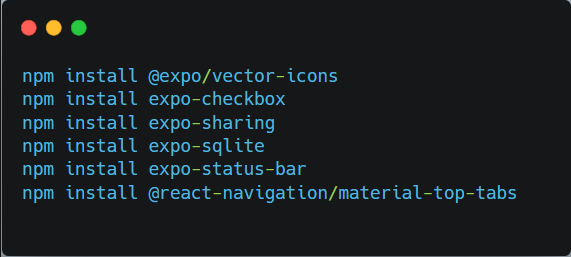 npm install @expo/vector-icons
npm install expo-checkbox
npm install expo-sharing
npm install expo-sqlite
npm install expo-status-bar
npm install @react-navigation/material-top-tabs